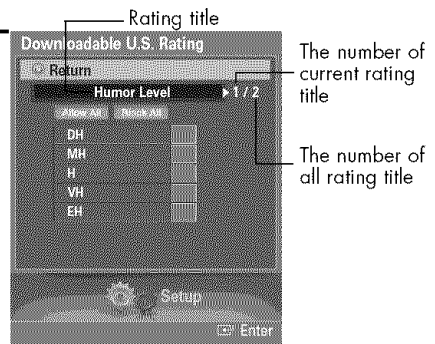 Rating title
Downloadable U.S. Rating
Return
Humor Level
1 / 2
Allow All
Block All
DH
MH
H
VH
EH
Setup
Enter
The number of
current rating
title
The number of
all rating title